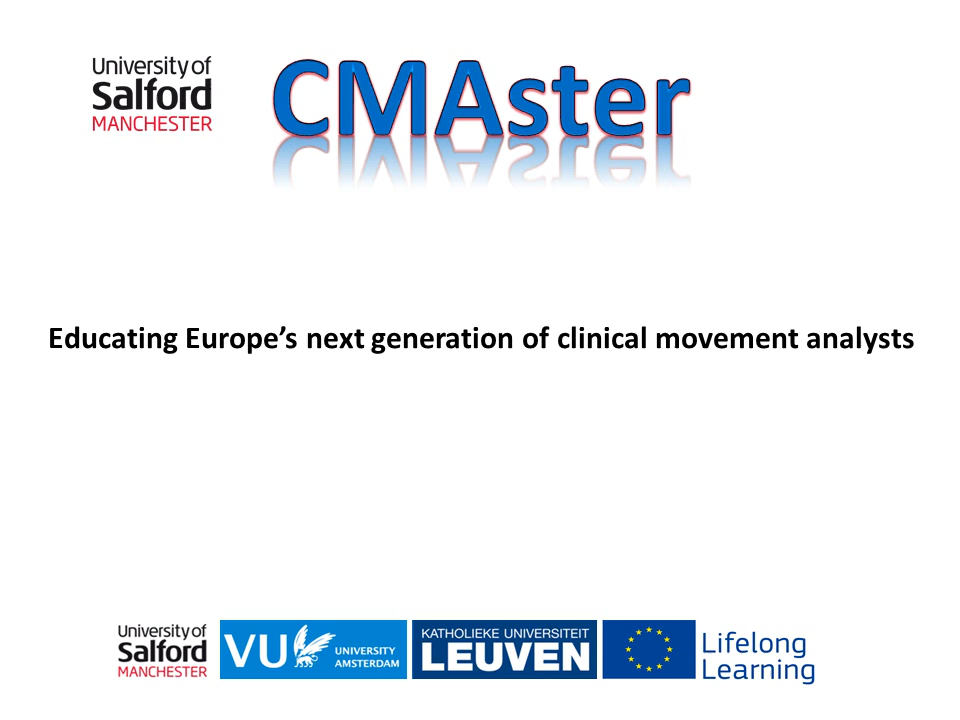 University of
Salford
MANCHESTER
CMAster
Educating Europe’s next generation of clinical movement analysts
University of
Salford
MANCHESTER
VU
UNIVERSITY
AMSTERDAM
KATHOLIEKE UNIVERSITEIT
LEUVEN
Lifelong
Learning